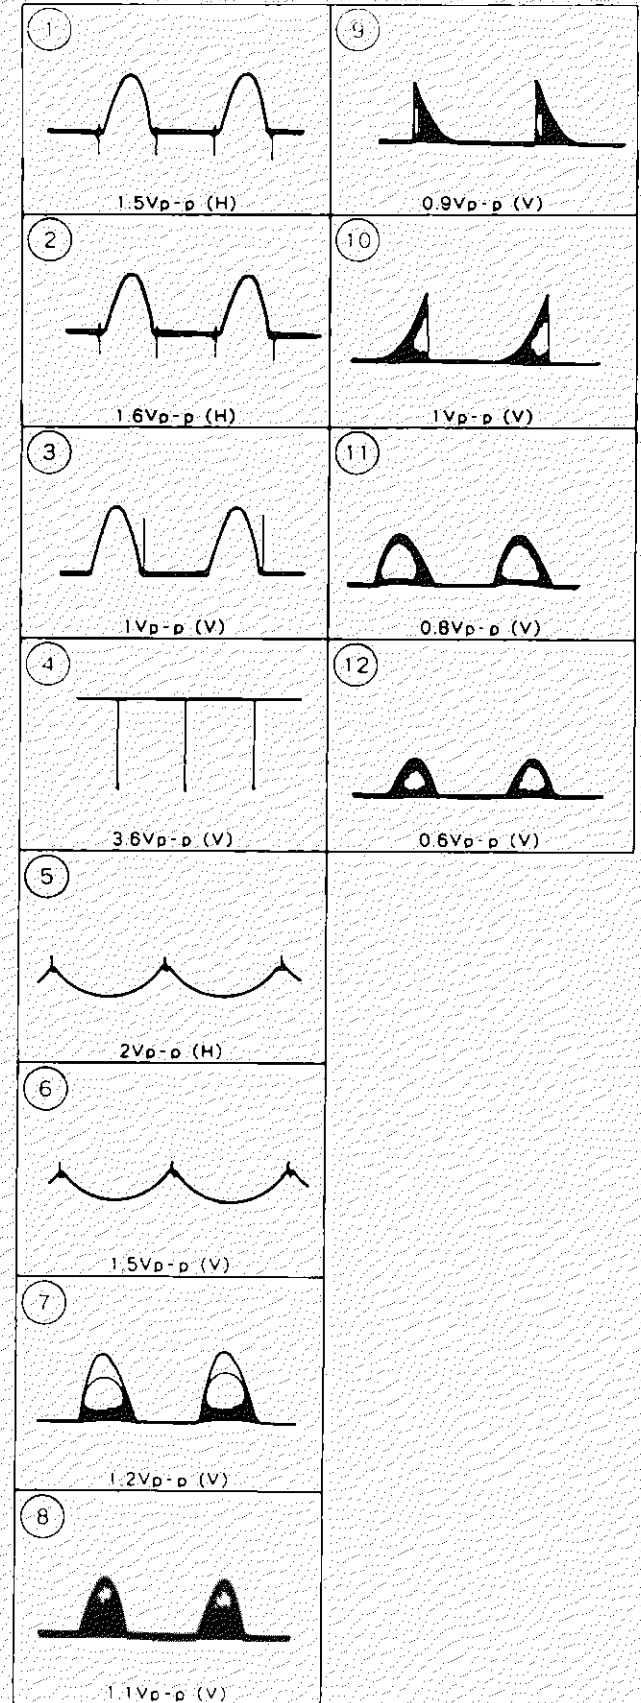 1
1.5Vp-p (H)
2
1.6Vp-p (H)
3
1Vp-p (V)
4
3.6Vp-p (V)
5
2Vp-p (H)
6
1.5Vp-p (V)
7
1.2Vp-p (V)
8
1.1Vp-p (V)
9
0.9Vp-p (V)
10
1Vp-p (V)
11
0.8Vp-p (V)
12
0.6Vp-p (V)